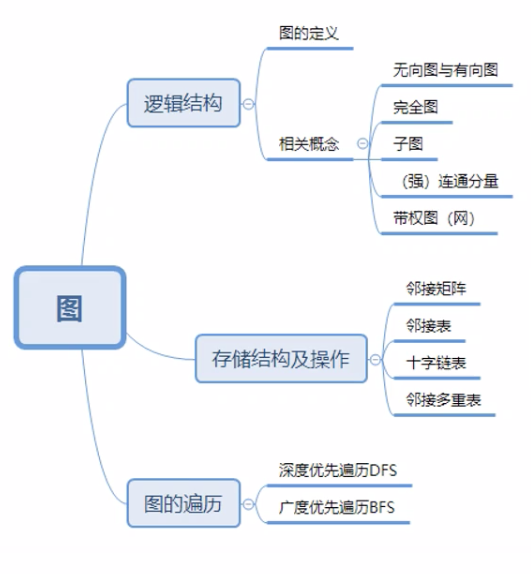 图
逻辑结构
图的定义
相关概念
无向图与有向图
完全图
子图
（强）连通分量
带权图（网）
存储结构及操作
邻接矩阵
邻接表
十字链表
邻接多重表
图的遍历
深度优先遍历DFS
广度优先遍历BFS